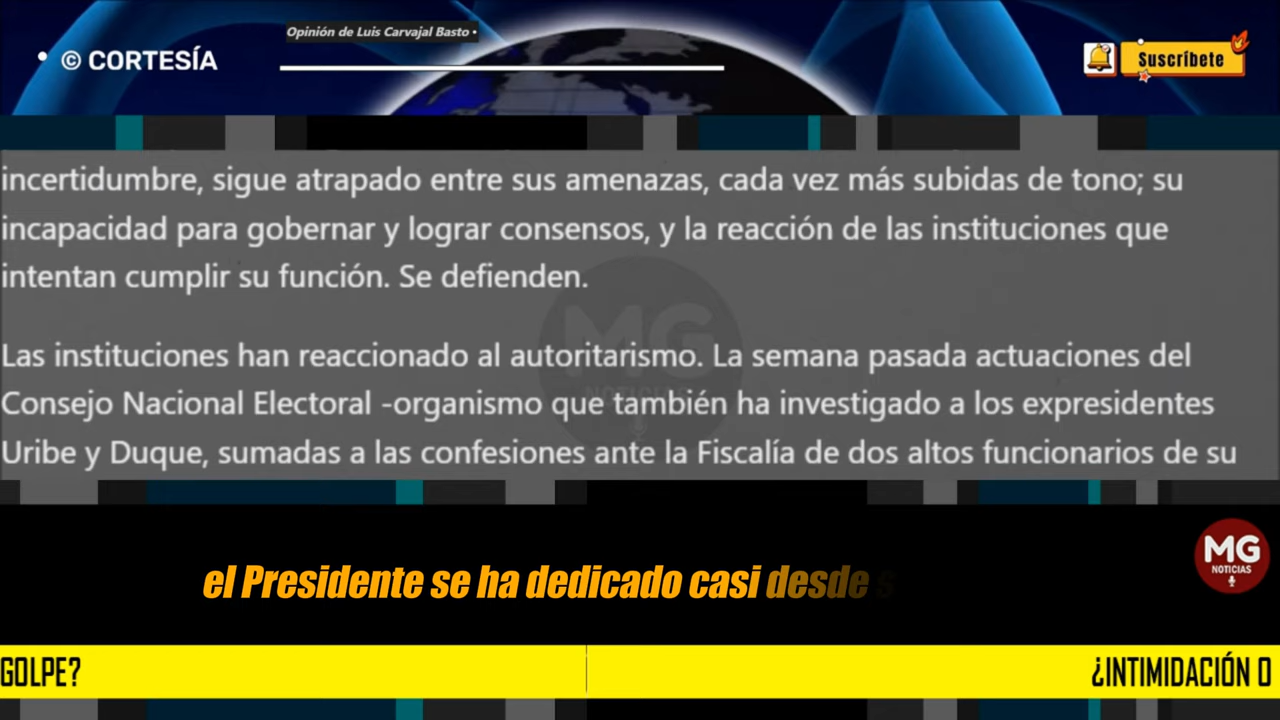 Opinión de Luis Carvajal Basto •
• © CORTESÍA
Suscríbete
incertidumbre, sigue atrapado entre sus amenazas, cada vez más subidas de tono; su
incapacidad para gobernar y lograr consensos, y la reacción de las instituciones que
intentan cumplir su función. Se defienden.
Las instituciones han reaccionado al autoritarismo. La semana pasada actuaciones del
Consejo Nacional Electoral -organismo que también ha investigado a los expresidentes
Uribe y Duque, sumadas a las confesiones ante la Fiscalía de dos altos funcionarios de su
MG
NOTICIAS
el Presidente se ha dedicado casi desde s
MG
NOTICIAS
GOLPE?
¿INTIMIDACIÓN O